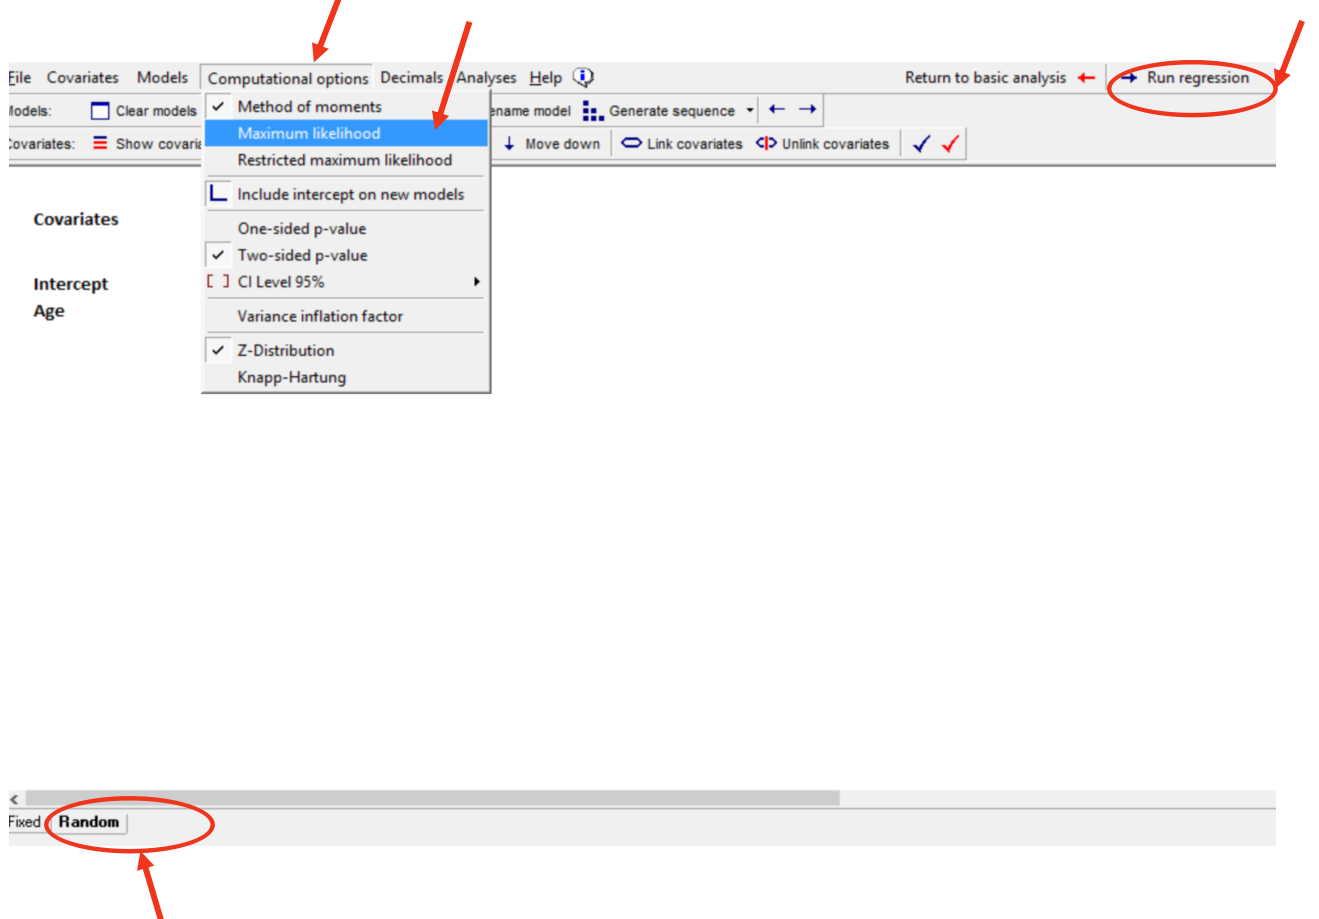 File Covariates Models Computational options Decimals Analyses Help Return to basic analysis Run regression
Models: Clear models ename model Generate sequence
Covariates: Show covaria Move down Link covariates Unlink covariates
Method of moments
Maximum likelihood
Restricted maximum likelihood
Include intercept on new models
One-sided p-value
Two-sided p-value
[ ] CI Level 95%
Variance inflation factor
Z-Distribution
Knapp-Hartung
Covariates
Intercept
Age
Fixed Random